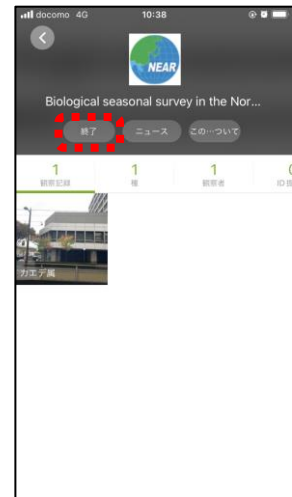 docomo 4G 10:38
NEAR
Biological seasonal survey in the Nor...
終了 ニュース この…ついて
1 1 1
観察記録 種 観察者 ID
カエデ属